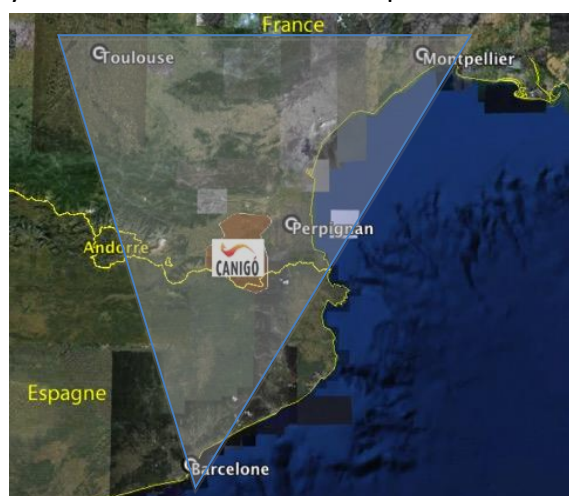 France
Toulouse
Montpellier
Perpignan
Andorre
CANIGÓ
Espagne
Barcelone